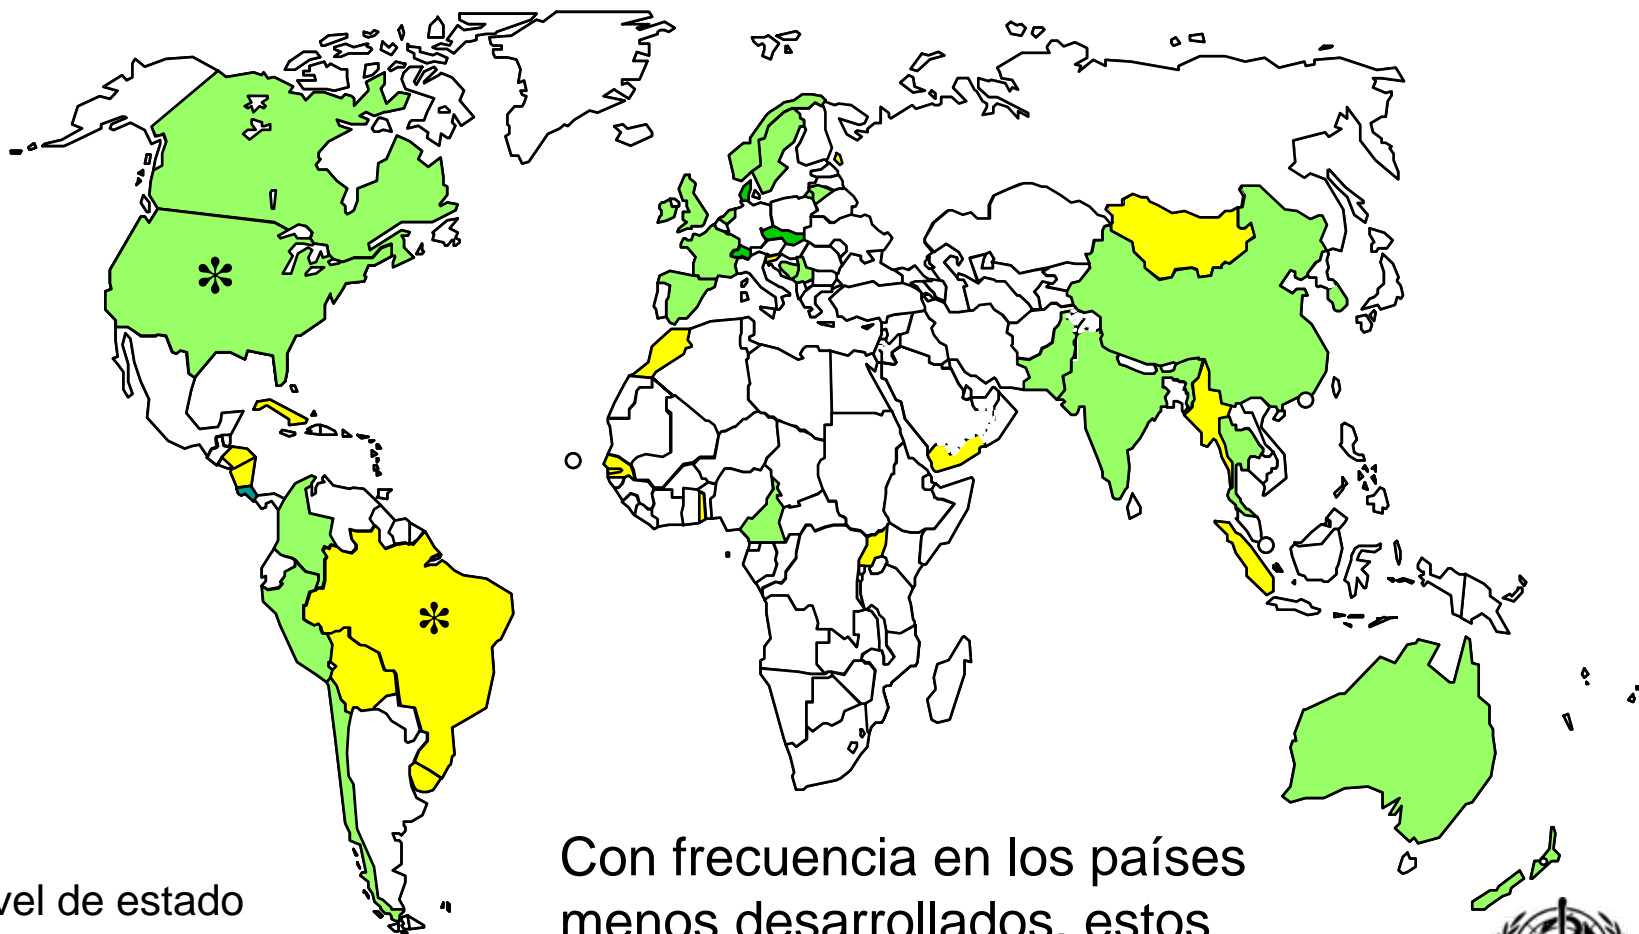 vel de estado
Con frecuencia en los países
menos desarrollados, estos